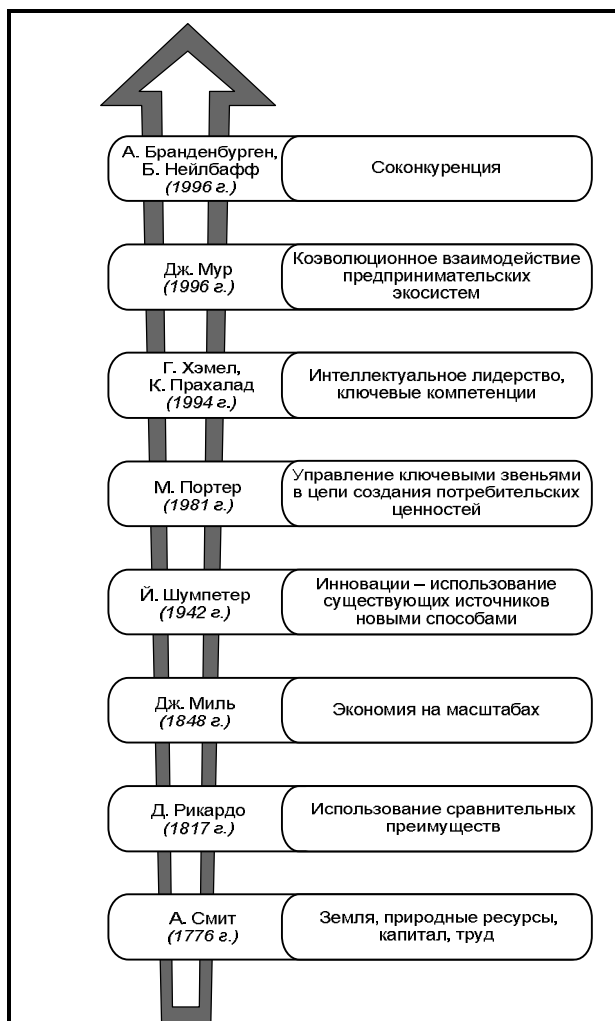 А. Бранденбурген,
Б. Нейлбафф
(1996 г.)
Соконкуренция
Дж. Мур
(1996 г.)
Коэволюционное взаимодействие
предпринимательских
экосистем
Г. Хэмел,
К. Прахалад
(1994 г.)
Интеллектуальное лидерство,
ключевые компетенции
М. Портер
(1981 г.)
Управление ключевыми звеньями
в цепи создания потребительских
ценностей
Й. Шумпетер
(1942 г.)
Инновации – использование
существующих источников
новыми способами
Дж. Миль
(1848 г.)
Экономия на масштабах
Д. Рикардо
(1817 г.)
Использование сравнительных
преимуществ
А. Смит
(1776 г.)
Земля, природные ресурсы,
капитал, труд